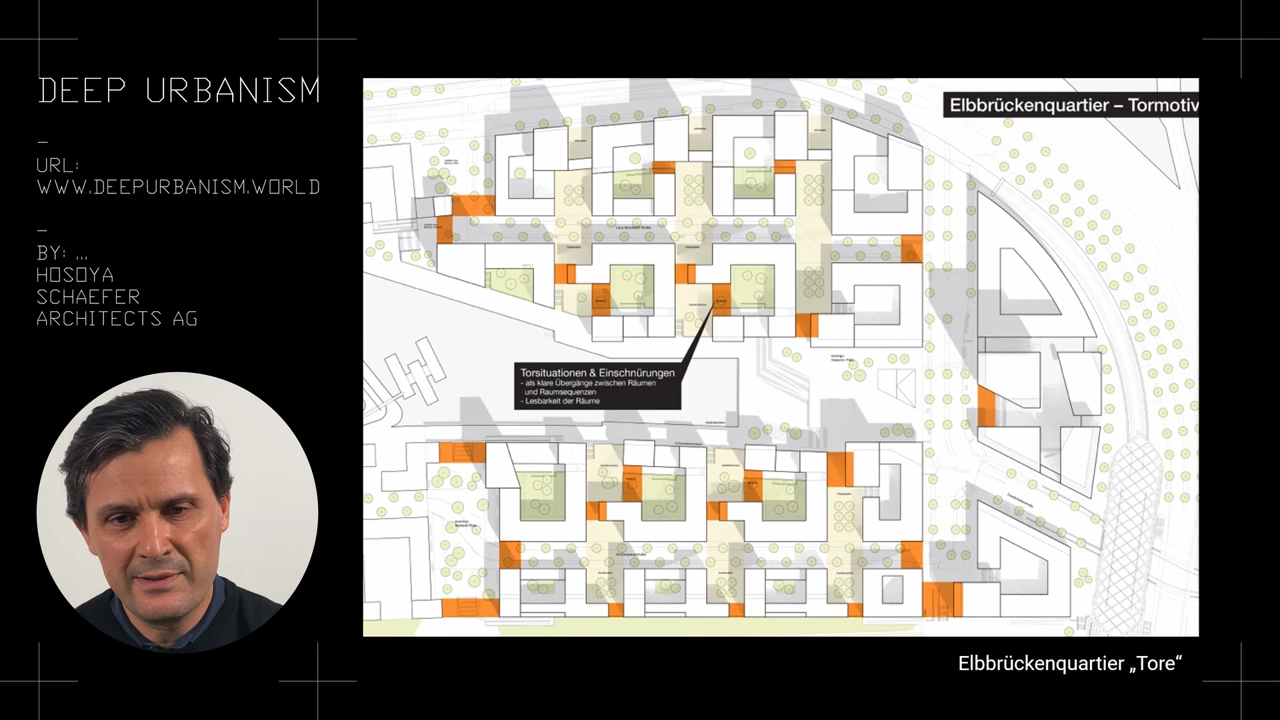 DEEP URBANISM
–
URL:
WWW.DEEPURBANISM.WORLD
–
BY: ...
HOSOYA
SCHAEFER
ARCHITECTS AG
Elbbrückenquartier – Tormotiv
Torsituationen & Einschnürungen
- als klare Übergänge zwischen Räumen
und Raumsequenzen
- Lesbarkeit der Räume
Elbbrückenquartier „Tore“